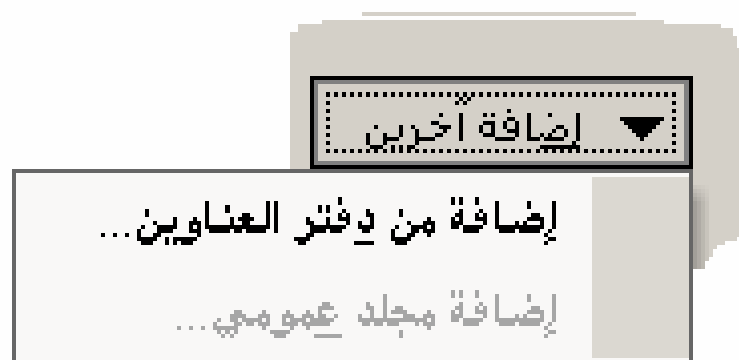 إضافة آخرين
إضافة من دفتر العناوين...
إضافة مجلد عمومي...